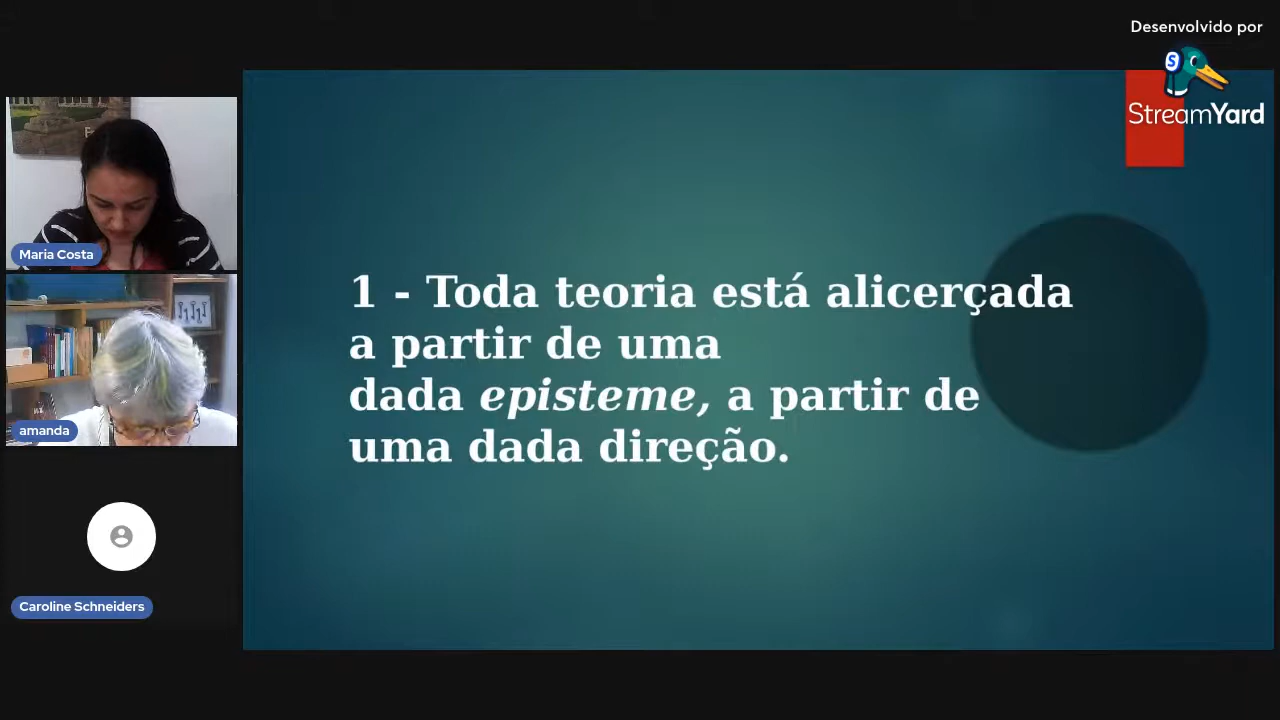 Desenvolvido por
S
StreamYard
Maria Costa
amanda
Caroline Schneiders
1 - Toda teoria está alicerçada
a partir de uma
dada episteme, a partir de
uma dada direção.